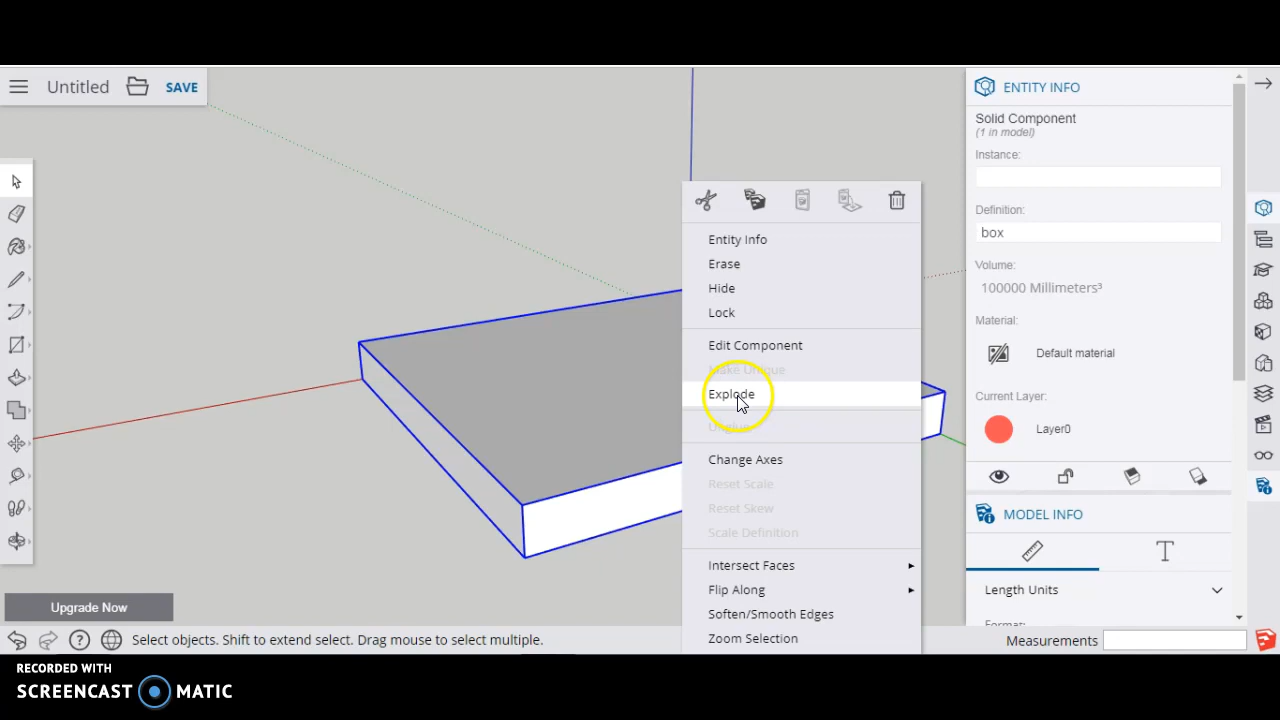 Untitled
SAVE
ENTITY INFO
Solid Component
(1 in model)
Instance:
Definition:
box
Volume:
100000 Millimeters³
Material:
Default material
Current Layer:
Layer0
MODEL INFO
Length Units
Format:
Entity Info
Erase
Hide
Lock
Edit Component
Make Unique
Explode
Unglue
Change Axes
Reset Scale
Reset Skew
Scale Definition
Intersect Faces
Flip Along
Soften/Smooth Edges
Zoom Selection
Upgrade Now
Select objects. Shift to extend select. Drag mouse to select multiple.
Measurements
RECORDED WITH
SCREENCAST MATIC